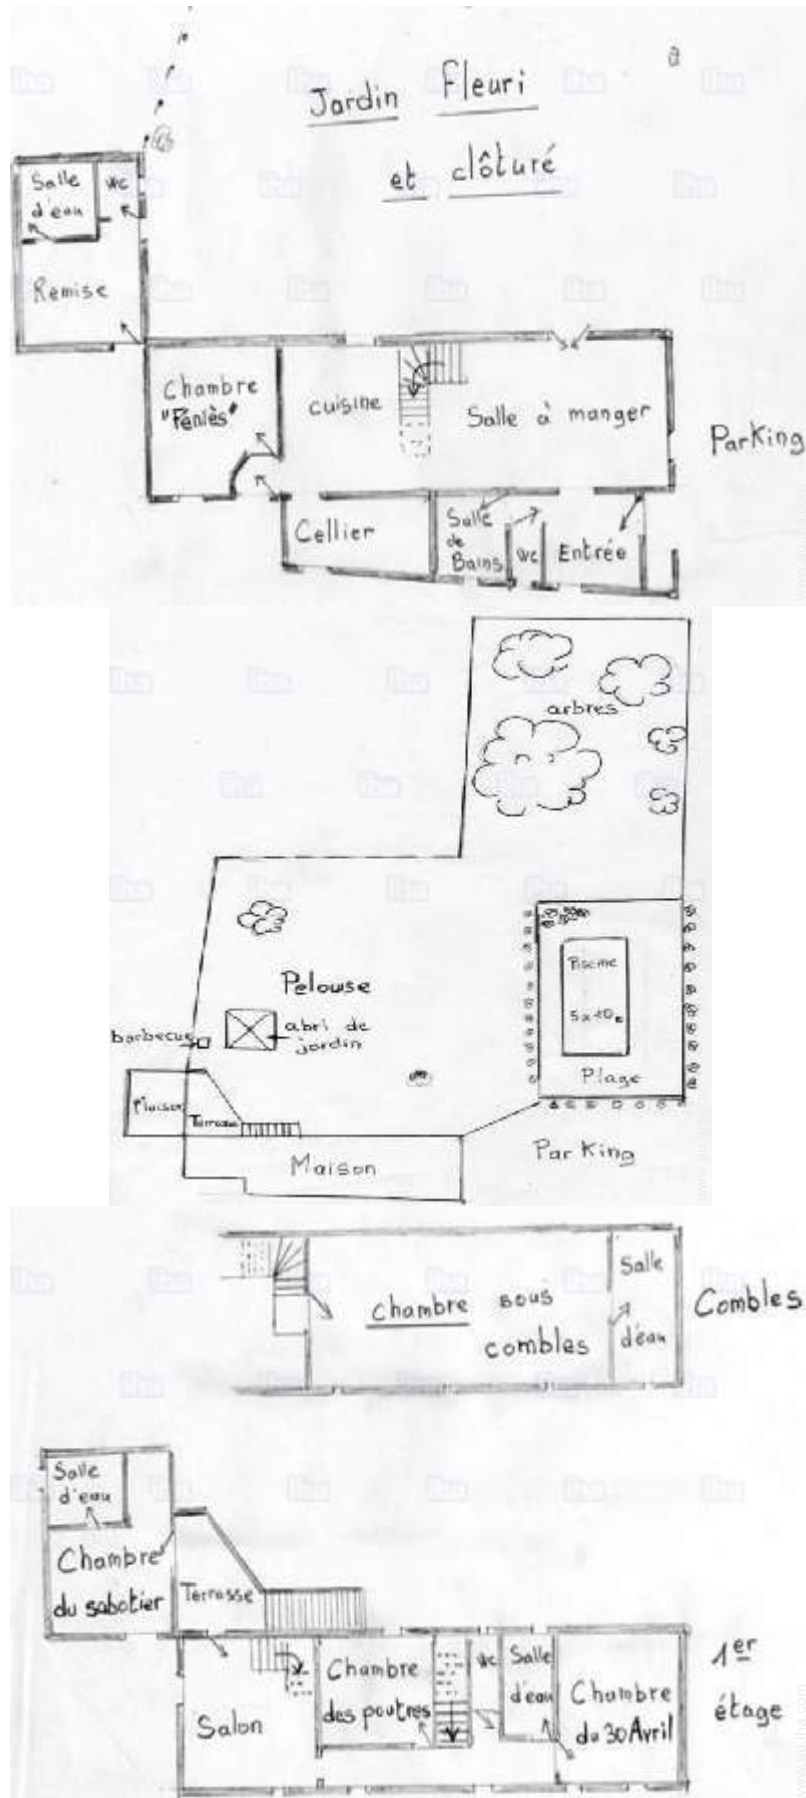 Jardin Fleuri
et clôturé
Salle
d'eau
WC
Remise
Chambre
"Féniès"
cuisine
Salle à manger
Parking
Cellier
Salle
de
Bains
WC
Entrée
arbres
Pelouse
Piscine
5x10m
abri de
jardin
barbecue
Plage
Maison
Terrasse
Maison
Parking
Chambre sous
combles
Salle
d'eau
Combles
Salle
d'eau
Chambre
du sabotier
Terrasse
Salon
Chambre
des poutres
WC
Salle
d'eau
Chambre
du 30 Avril
1er
étage